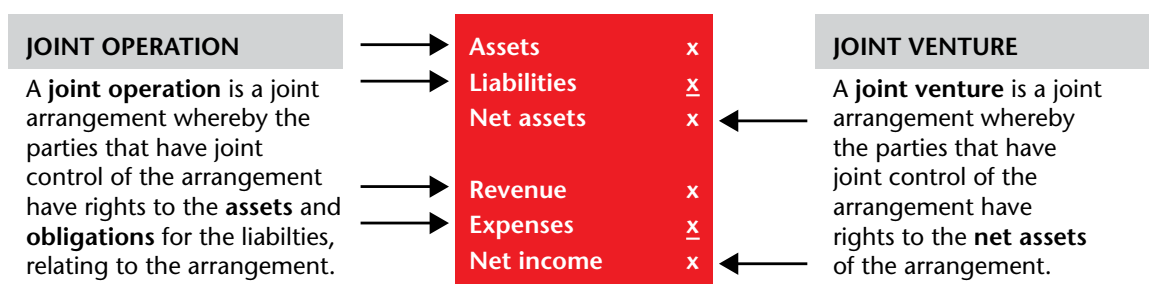 JOINT OPERATION
A joint operation is a joint
arrangement whereby the
parties that have joint
control of the arrangement
have rights to the assets and
obligations for the liabilties,
relating to the arrangement.
Assets x
Liabilities x
Net assets x
Revenue x
Expenses x
Net income x
JOINT VENTURE
A joint venture is a joint
arrangement whereby
the parties that have
joint control of the
arrangement have
rights to the net assets
of the arrangement.